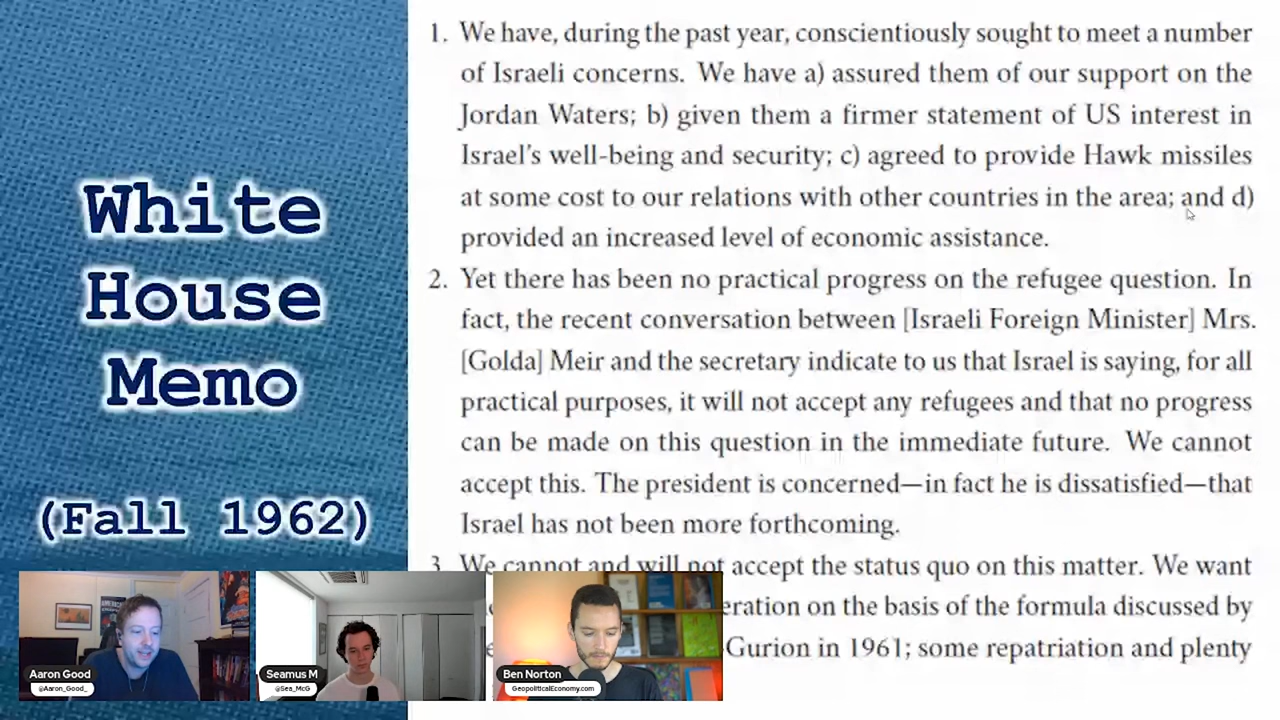 White
House
Memo
(Fall 1962)
1. We have, during the past year, conscientiously sought to meet a number
of Israeli concerns. We have a) assured them of our support on the
Jordan Waters; b) given them a firmer statement of US interest in
Israel's well-being and security; c) agreed to provide Hawk missiles
at some cost to our relations with other countries in the area; and d)
provided an increased level of economic assistance.
2. Yet there has been no practical progress on the refugee question. In
fact, the recent conversation between [Israeli Foreign Minister] Mrs.
[Golda] Meir and the secretary indicate to us that Israel is saying, for all
practical purposes, it will not accept any refugees and that no progress
can be made on this question in the immediate future. We cannot
accept this. The president is concerned—in fact he is dissatisfied—that
Israel has not been more forthcoming.
3. We cannot and will not accept the status quo on this matter. We want
eration on the basis of the formula discussed by
-Gurion in 1961; some repatriation and plenty
Aaron Good
@Aaron_Good_
Seamus M
@Sea_McG
Ben Norton
GeopoliticalEconomy.com